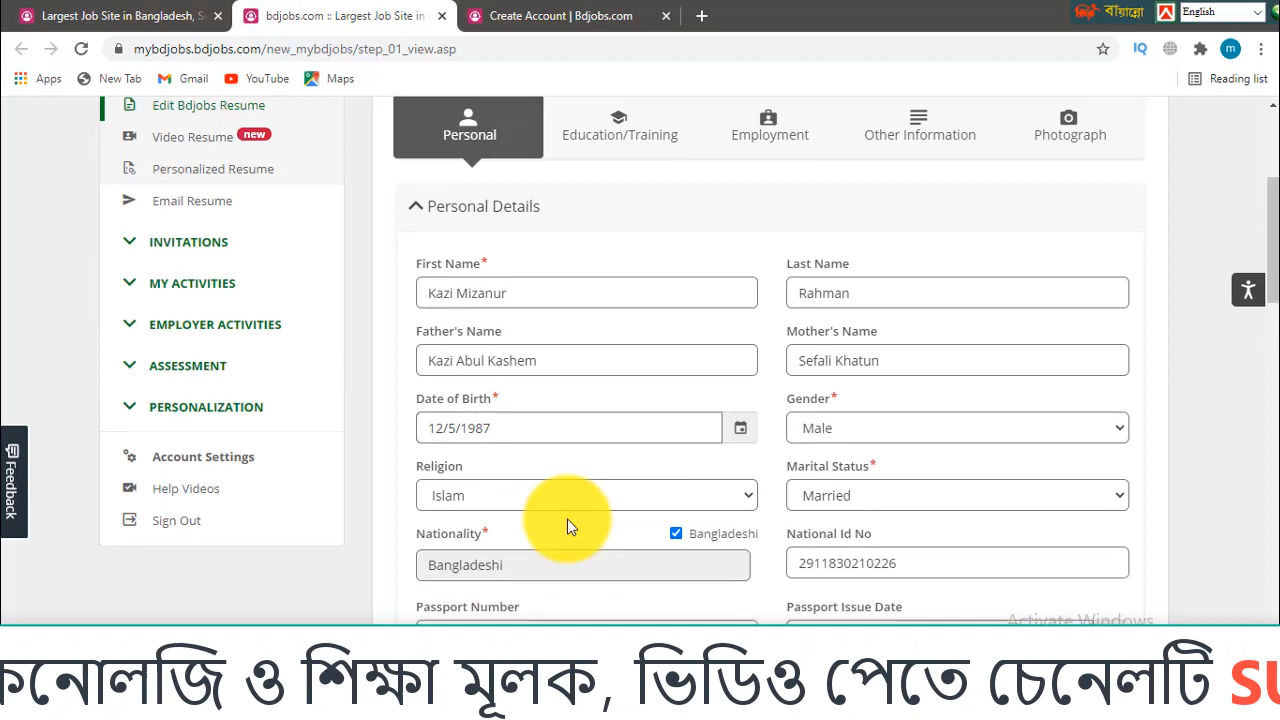 Largest Job Site in Bangladesh, S
bdjobs.com :: Largest Job Site in
Create Account | Bdjobs.com
বায়ান্নো
English
mybdjobs.bdjobs.com/new_mybdjobs/step_01_view.asp
IQ
m
Apps
New Tab
Gmail
YouTube
Maps
Reading list
Edit Bdjobs Resume
Video Resume new
Personalized Resume
Email Resume
INVITATIONS
MY ACTIVITIES
EMPLOYER ACTIVITIES
ASSESSMENT
PERSONALIZATION
Account Settings
Help Videos
Sign Out
Feedback
Personal
Education/Training
Employment
Other Information
Photograph
Personal Details
First Name*
Last Name
Kazi Mizanur
Rahman
Father's Name
Mother's Name
Kazi Abul Kashem
Sefali Khatun
Date of Birth*
Gender*
12/5/1987
Male
Religion
Marital Status*
Islam
Married
Nationality*
Bangladeshi
National Id No
Bangladeshi
2911830210226
Passport Number
Passport Issue Date
Activate Windows
কনোলজি ও শিক্ষা মূলক, ভিডিও পেতে চেনেলটি SU